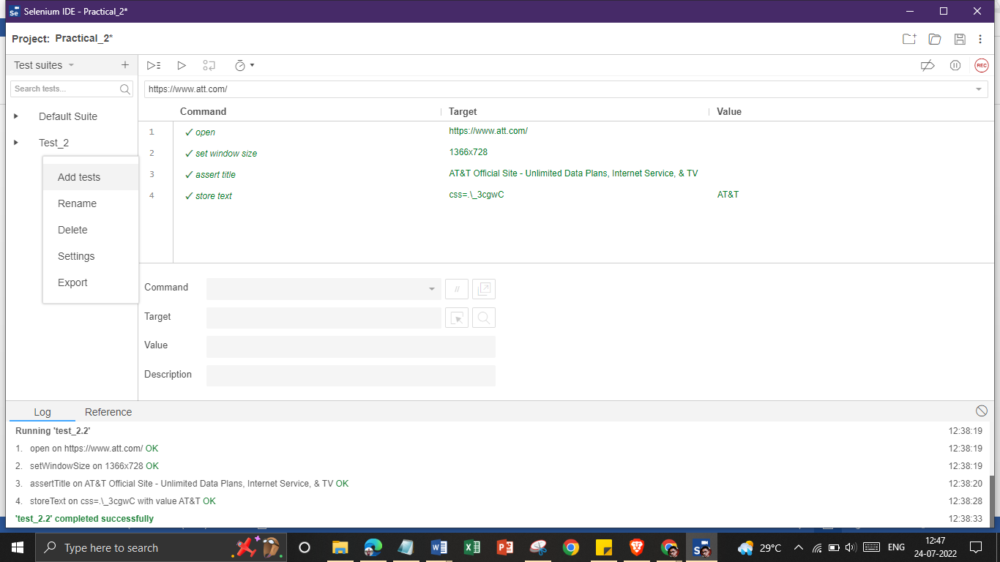 Se Selenium IDE - Practical_2*
Project: Practical_2*
Test suites
REC
Search tests...
https://www.att.com/
Command Target Value
Default Suite
Test_2
1 ✓ open https://www.att.com/
2 ✓ set window size 1366x728
3 ✓ assert title AT&T Official Site - Unlimited Data Plans, Internet Service, & TV
4 ✓ store text css=.\_3cgwC AT&T
Add tests
Rename
Delete
Settings
Export
Command //
Target
Value
Description
Log Reference
Running 'test_2.2' 12:38:19
1. open on https://www.att.com/ OK 12:38:19
2. setWindowSize on 1366x728 OK 12:38:19
3. assertTitle on AT&T Official Site - Unlimited Data Plans, Internet Service, & TV OK 12:38:20
4. storeText on css=.\_3cgwC with value AT&T OK 12:38:28
'test_2.2' completed successfully 12:38:33
Type here to search
29°C
ENG
12:47
24-07-2022